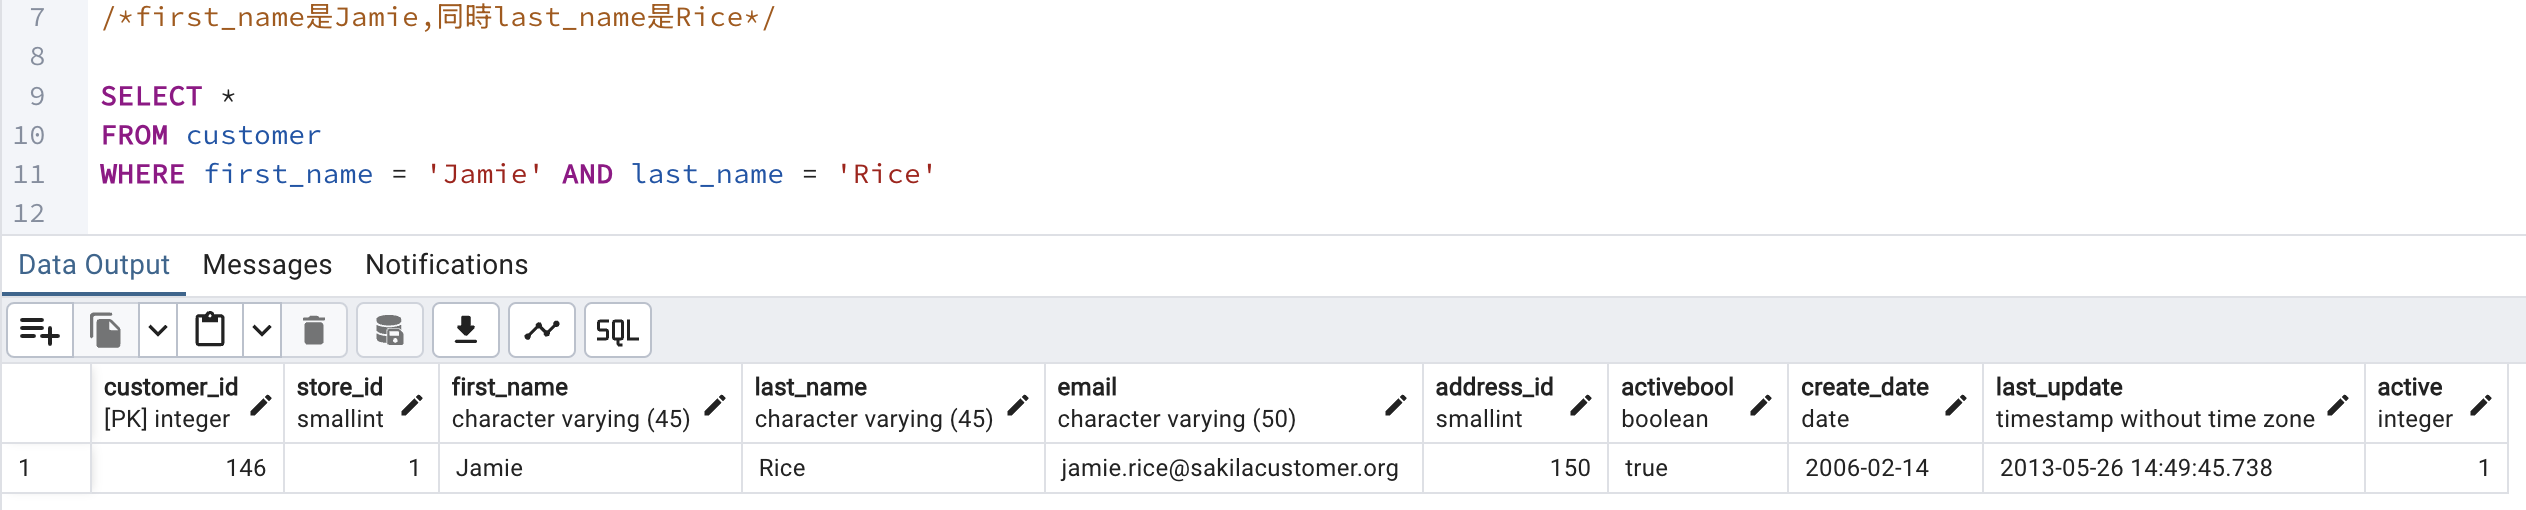 7 /*first_name是Jamie,同時last_name是Rice*/
8
9 SELECT *
10 FROM customer
11 WHERE first_name = 'Jamie' AND last_name = 'Rice'
12
Data Output Messages Notifications
SQL
customer_id store_id first_name last_name email address_id activebool create_date last_update active
[PK] integer smallint character varying (45) character varying (45) character varying (50) smallint boolean date timestamp without time zone integer
1 146 1 Jamie Rice jamie.rice@sakilacustomer.org 150 true 2006-02-14 2013-05-26 14:49:45.738 1